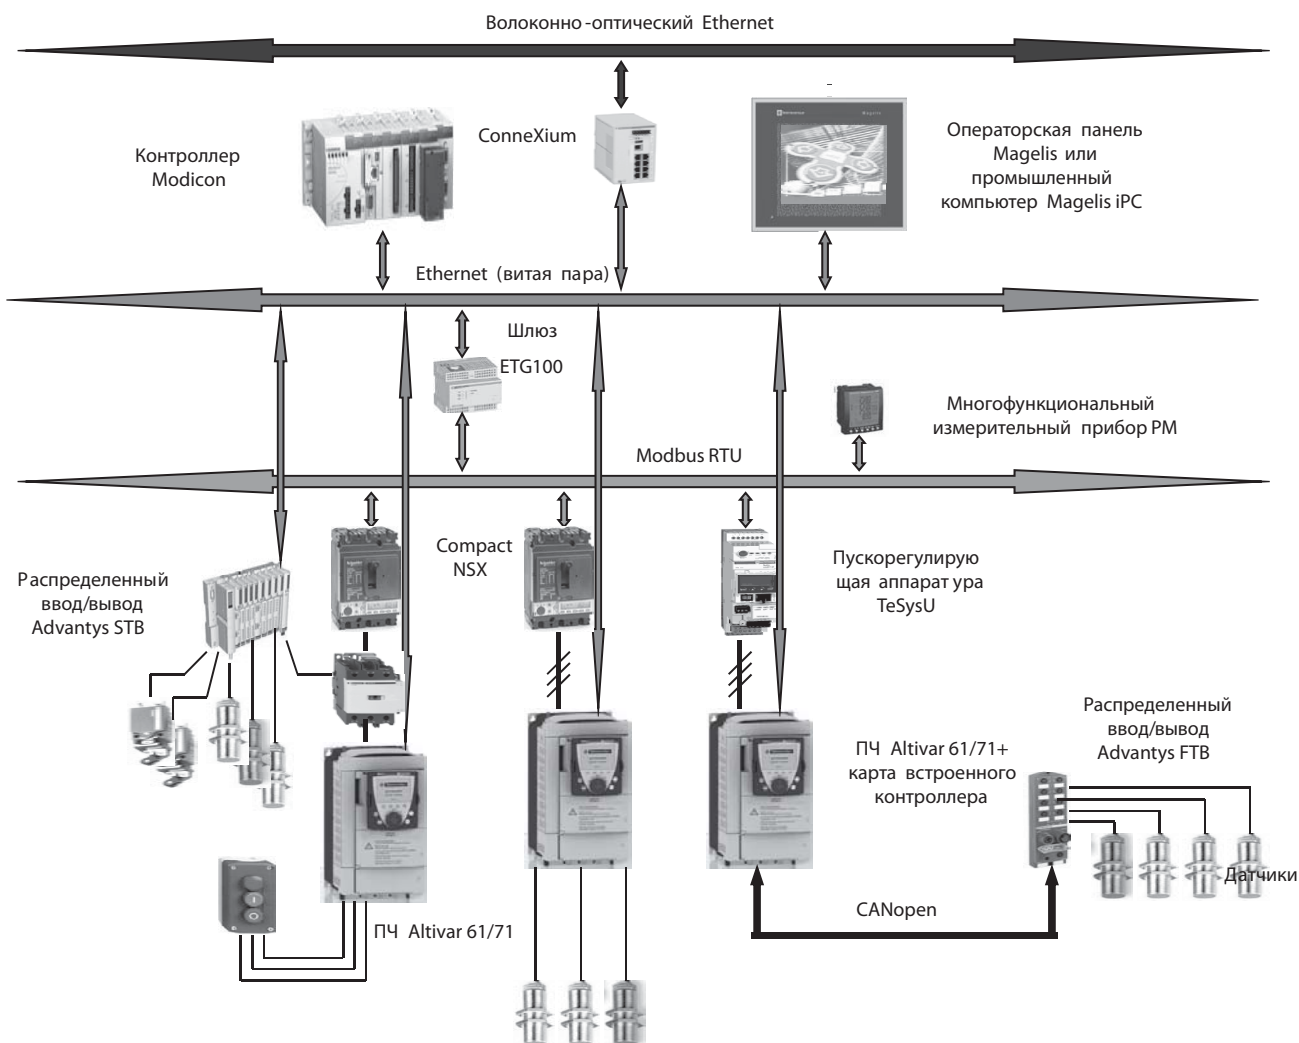 Волоконно-оптический Ethernet
Контроллер
Modicon
ConneXium
Magelis
Операторская панель
Magelis или
промышленный
компьютер Magelis iPC
Ethernet (витая пара)
Шлюз
ETG100
Многофункциональный
измерительный прибор PM
Modbus RTU
Распределенный
ввод/вывод
Advantys STB
Compact
NSX
Пускорегулирую
щая аппарат ура
TeSysU
ПЧ Altivar 61/71+
карта встроенного
контроллера
Распределенный
ввод/вывод
Advantys FTB
Датчики
CANopen
ПЧ Altivar 61/71